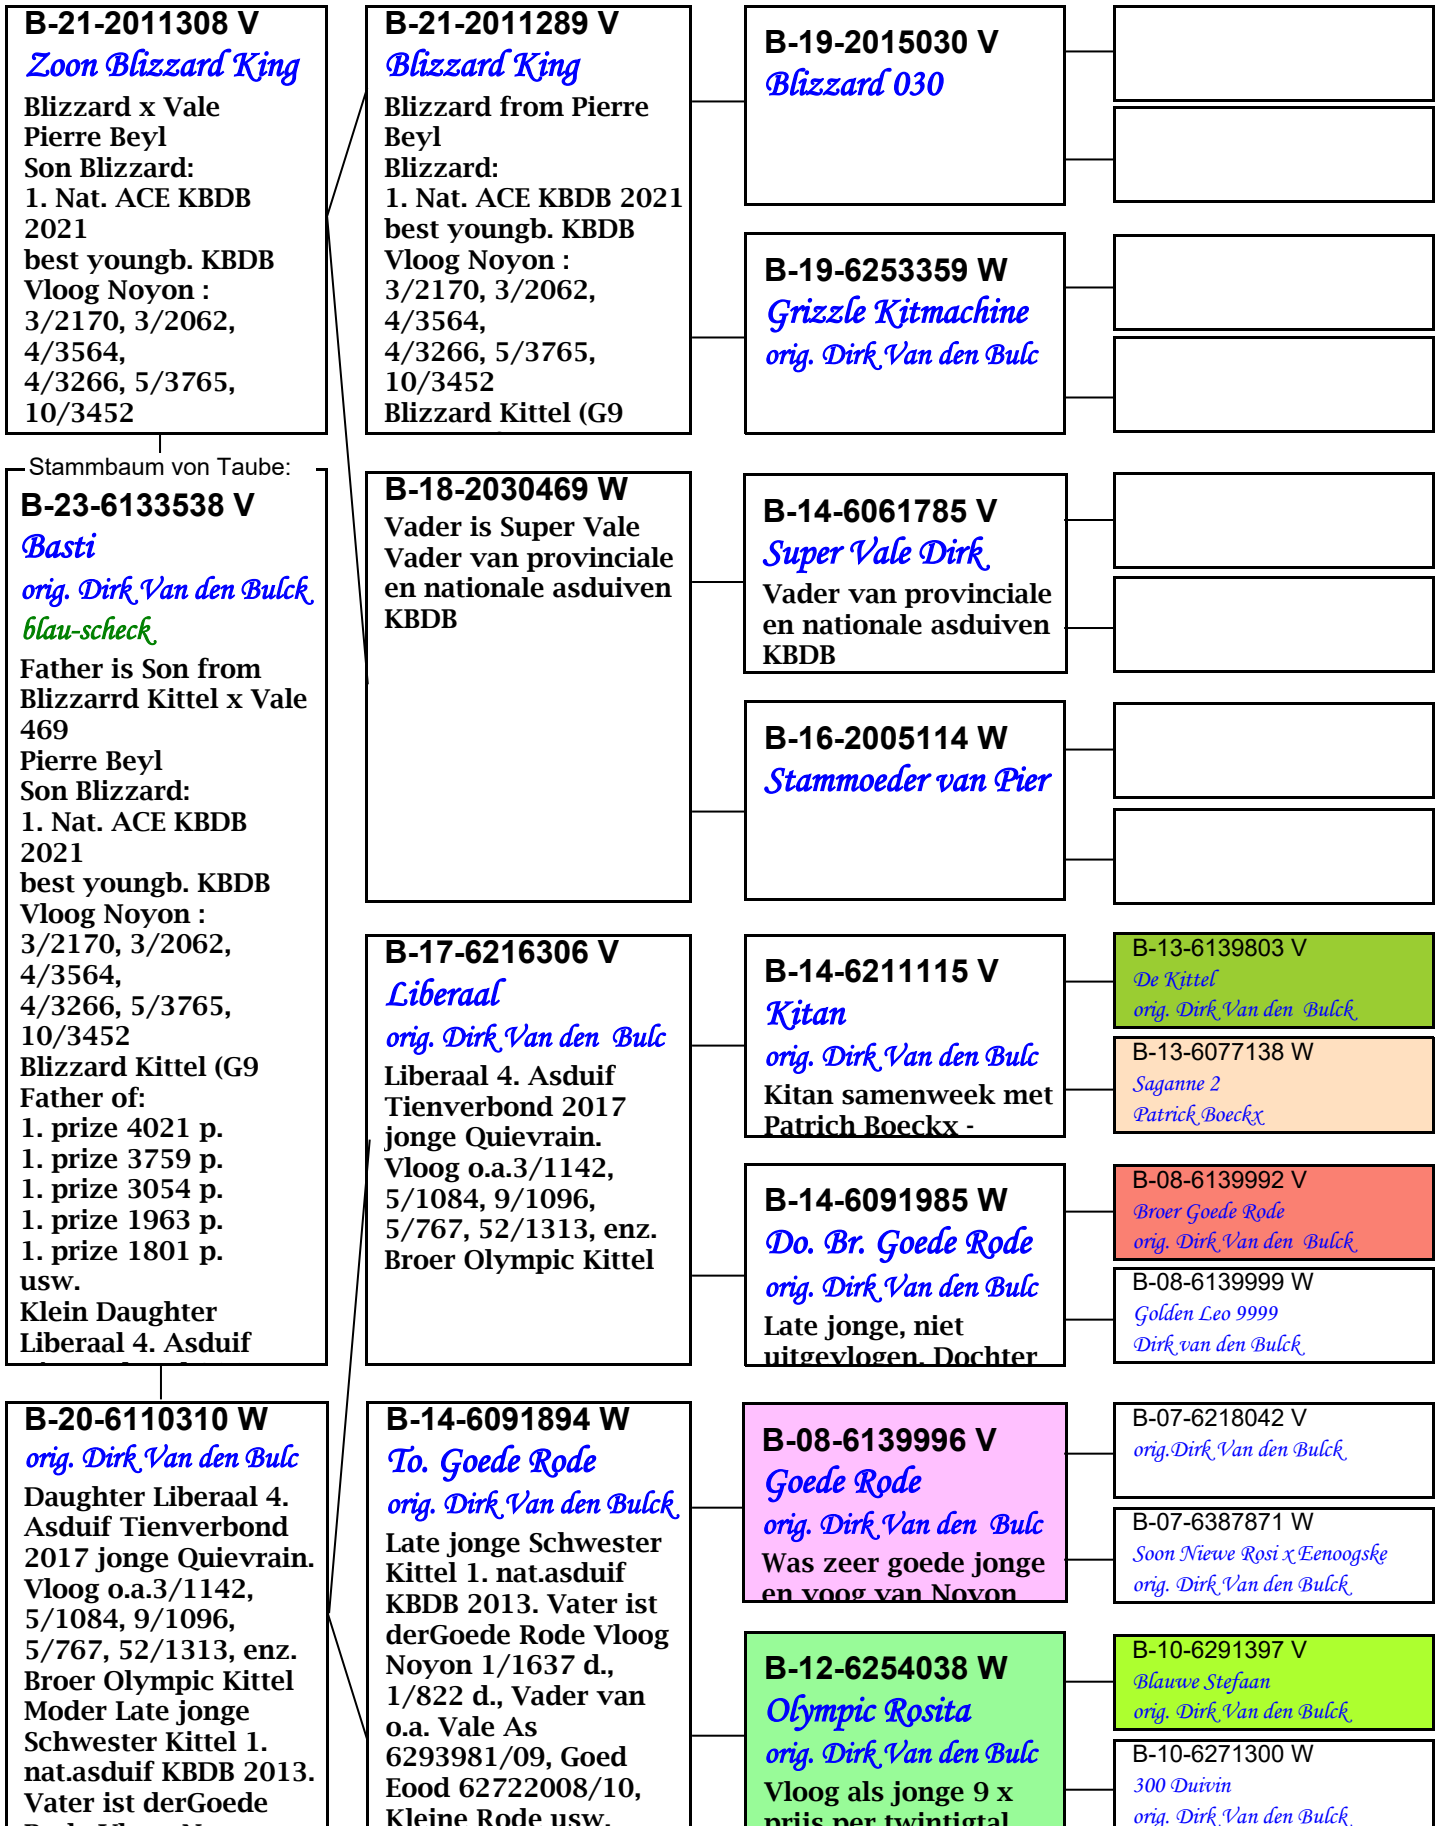 B-21-2011308 V
Zoon Blizzard King
Blizzard x Vale
Pierre Beyl
Son Blizzard:
1. Nat. ACE KBDB
2021
best youngb. KBDB
Vloog Noyon :
3/2170, 3/2062,
4/3564,
4/3266, 5/3765,
10/3452
Stammbaum von Taube:
B-23-6133538 V
Basti
orig. Dirk Van den Bulck
blau-scheck
Father is Son from
Blizzarrd Kittel x Vale
469
Pierre Beyl
Son Blizzard:
1. Nat. ACE KBDB
2021
best youngb. KBDB
Vloog Noyon :
3/2170, 3/2062,
4/3564,
4/3266, 5/3765,
10/3452
Blizzard Kittel (G9
Father of:
1. prize 4021 p.
1. prize 3759 p.
1. prize 3054 p.
1. prize 1963 p.
1. prize 1801 p.
usw.
Klein Daughter
Liberaal 4. Asduif
B-20-6110310 W
orig. Dirk Van den Bulc
Daughter Liberaal 4.
Asduif Tienverbond
2017 jonge Quievrain.
Vloog o.a.3/1142,
5/1084, 9/1096,
5/767, 52/1313, enz.
Broer Olympic Kittel
Moder Late jonge
Schwester Kittel 1.
nat.asduif KBDB 2013.
Vater ist derGoede
B-21-2011289 V
Blizzard King
Blizzard from Pierre
Beyl
Blizzard:
1. Nat. ACE KBDB 2021
best youngb. KBDB
Vloog Noyon :
3/2170, 3/2062,
4/3564,
4/3266, 5/3765,
10/3452
Blizzard Kittel (G9
B-18-2030469 W
Vader is Super Vale
Vader van provinciale
en nationale asduiven
KBDB
B-17-6216306 V
Liberaal
orig. Dirk Van den Bulc
Liberaal 4. Asduif
Tienverbond 2017
jonge Quievrain.
Vloog o.a.3/1142,
5/1084, 9/1096,
5/767, 52/1313, enz.
Broer Olympic Kittel
B-14-6091894 W
To. Goede Rode
orig. Dirk Van den Bulck
Late jonge Schwester
Kittel 1. nat.asduif
KBDB 2013. Vater ist
derGoede Rode Vloog
Noyon 1/1637 d.,
1/822 d., Vader van
o.a. Vale As
6293981/09, Goed
Eood 62722008/10,
Kleine Rode usw.
B-19-2015030 V
Blizzard 030
B-19-6253359 W
Grizzle Kitmachine
orig. Dirk Van den Bulc
B-14-6061785 V
Super Vale Dirk
Vader van provinciale
en nationale asduiven
KBDB
B-16-2005114 W
Stammoeder van Pier
B-14-6211115 V
Kitan
orig. Dirk Van den Bulc
Kitan samenweek met
Patrich Boeckx -
B-14-6091985 W
Do. Br. Goede Rode
orig. Dirk Van den Bulc
Late jonge, niet
uitgevlogen. Dochter
B-08-6139996 V
Goede Rode
orig. Dirk Van den Bulc
Was zeer goede jonge
en voog van Noyon
B-12-6254038 W
Olympic Rosita
orig. Dirk Van den Bulc
Vloog als jonge 9 x
prijs per twintigtal
B-13-6139803 V
De Kittel
orig. Dirk Van den Bulck
B-13-6077138 W
Saganne 2
Patrick Boeckx
B-08-6139992 V
Broer Goede Rode
orig. Dirk Van den Bulck
B-08-6139999 W
Golden Leo 9999
Dirk van den Bulck
B-07-6218042 V
orig.Dirk Van den Bulck
B-07-6387871 W
Soon Niewe Rosi x Eenoogske
orig. Dirk Van den Bulck
B-10-6291397 V
Blauwe Stefaan
orig. Dirk Van den Bulck
B-10-6271300 W
300 Duivin
orig. Dirk Van den Bulck